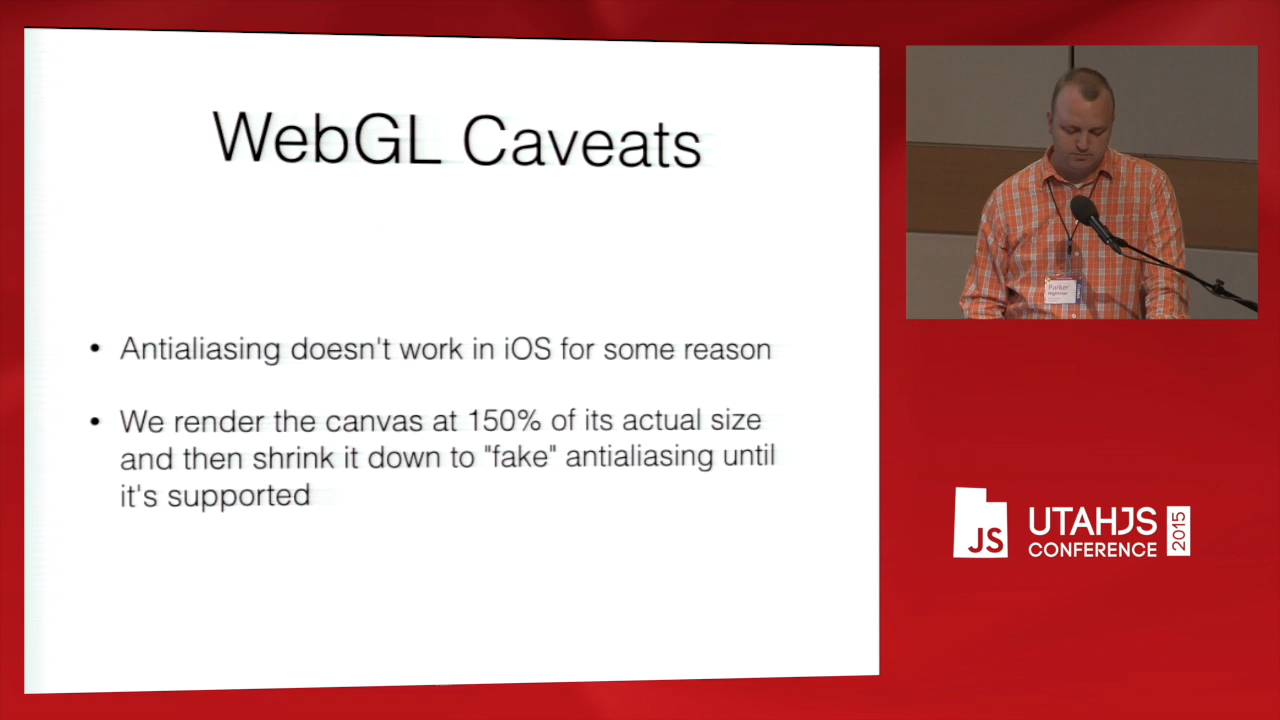 WebGL Caveats
• Antialiasing doesn't work in iOS for some reason
• We render the canvas at 150% of its actual size
and then shrink it down to "fake" antialiasing until
it's supported
Parker
JS
UTAHJS
CONFERENCE
2015